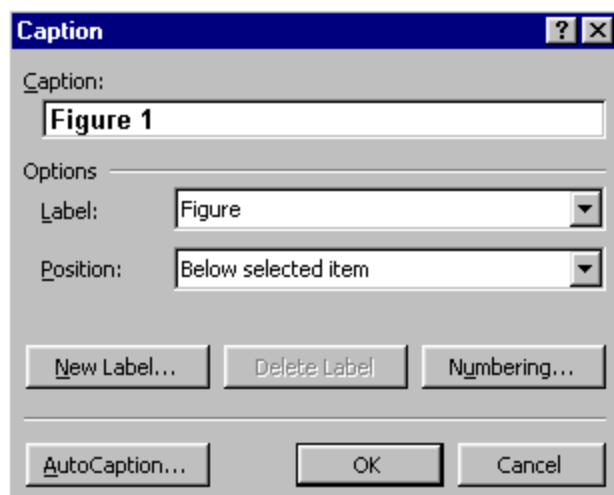 Caption ?
Caption:
Figure 1
Options
Label: Figure
Position: Below selected item
New Label... Delete Label Numbering...
AutoCaption... OK Cancel